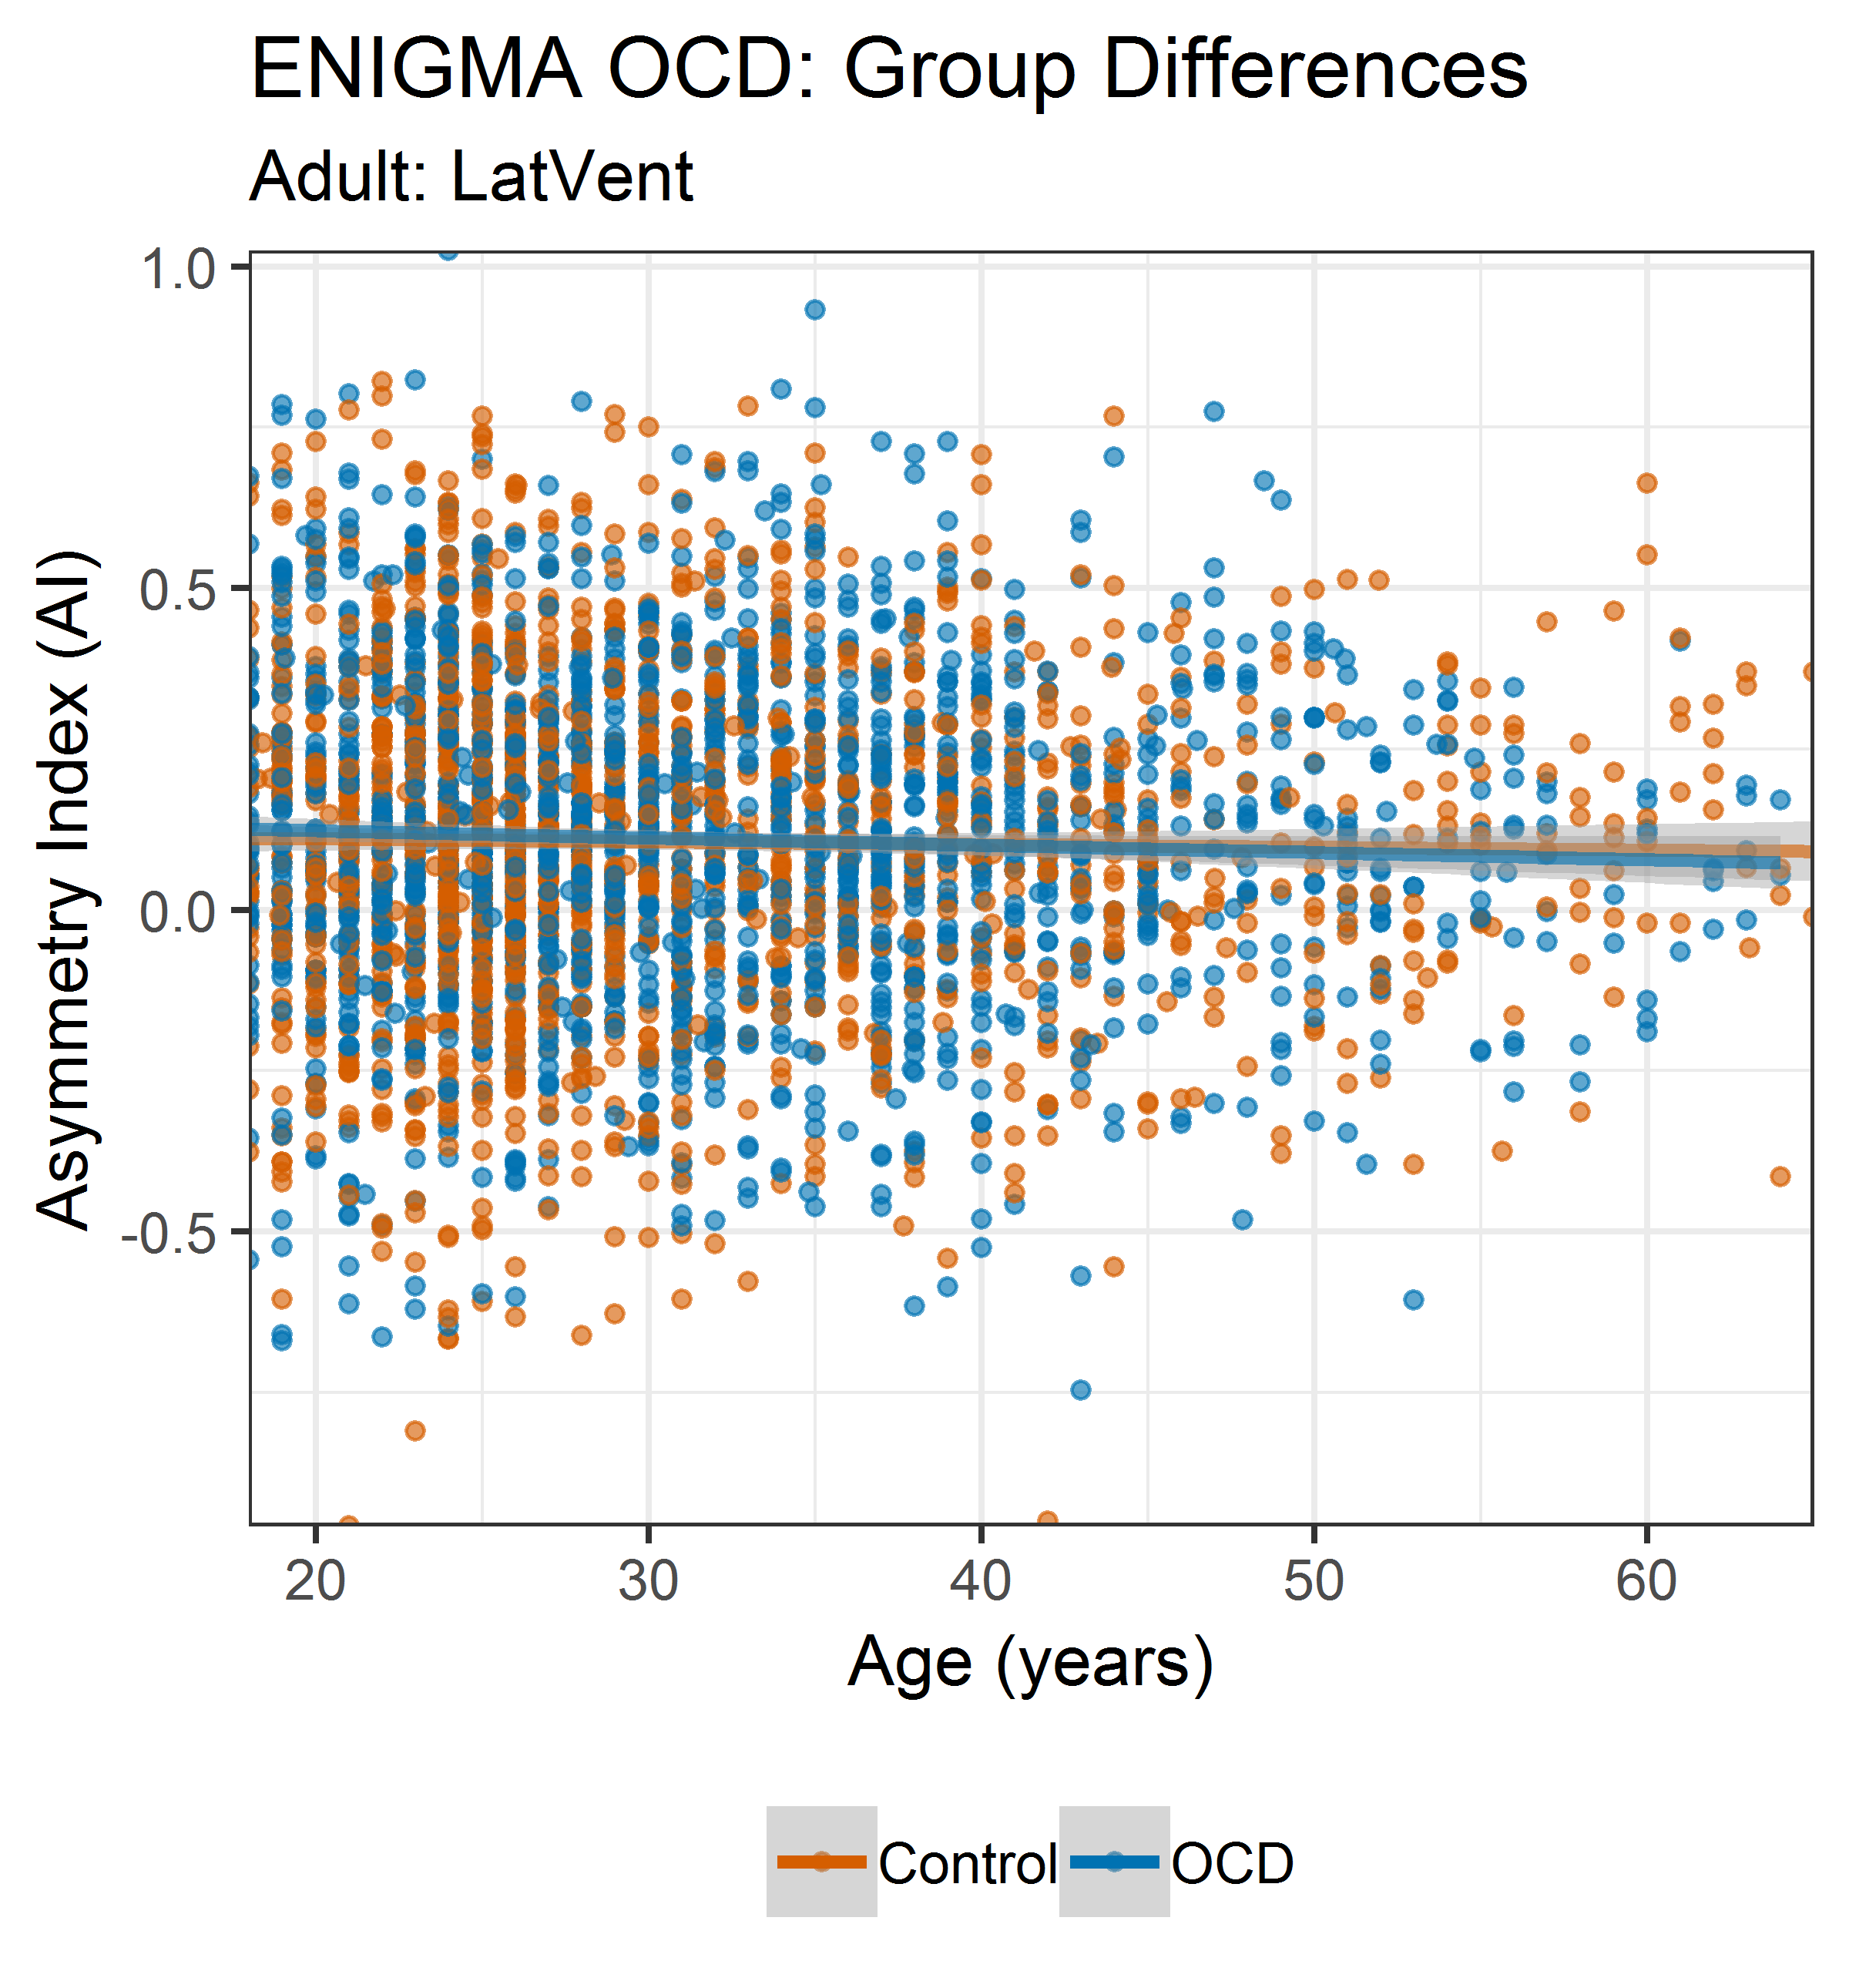 ENIGMA OCD: Group Differences
Adult: LatVent
1.0
0.5
0.0
-0.5
Asymmetry Index (AI)
20 30 40 50 60
Age (years)
Control OCD